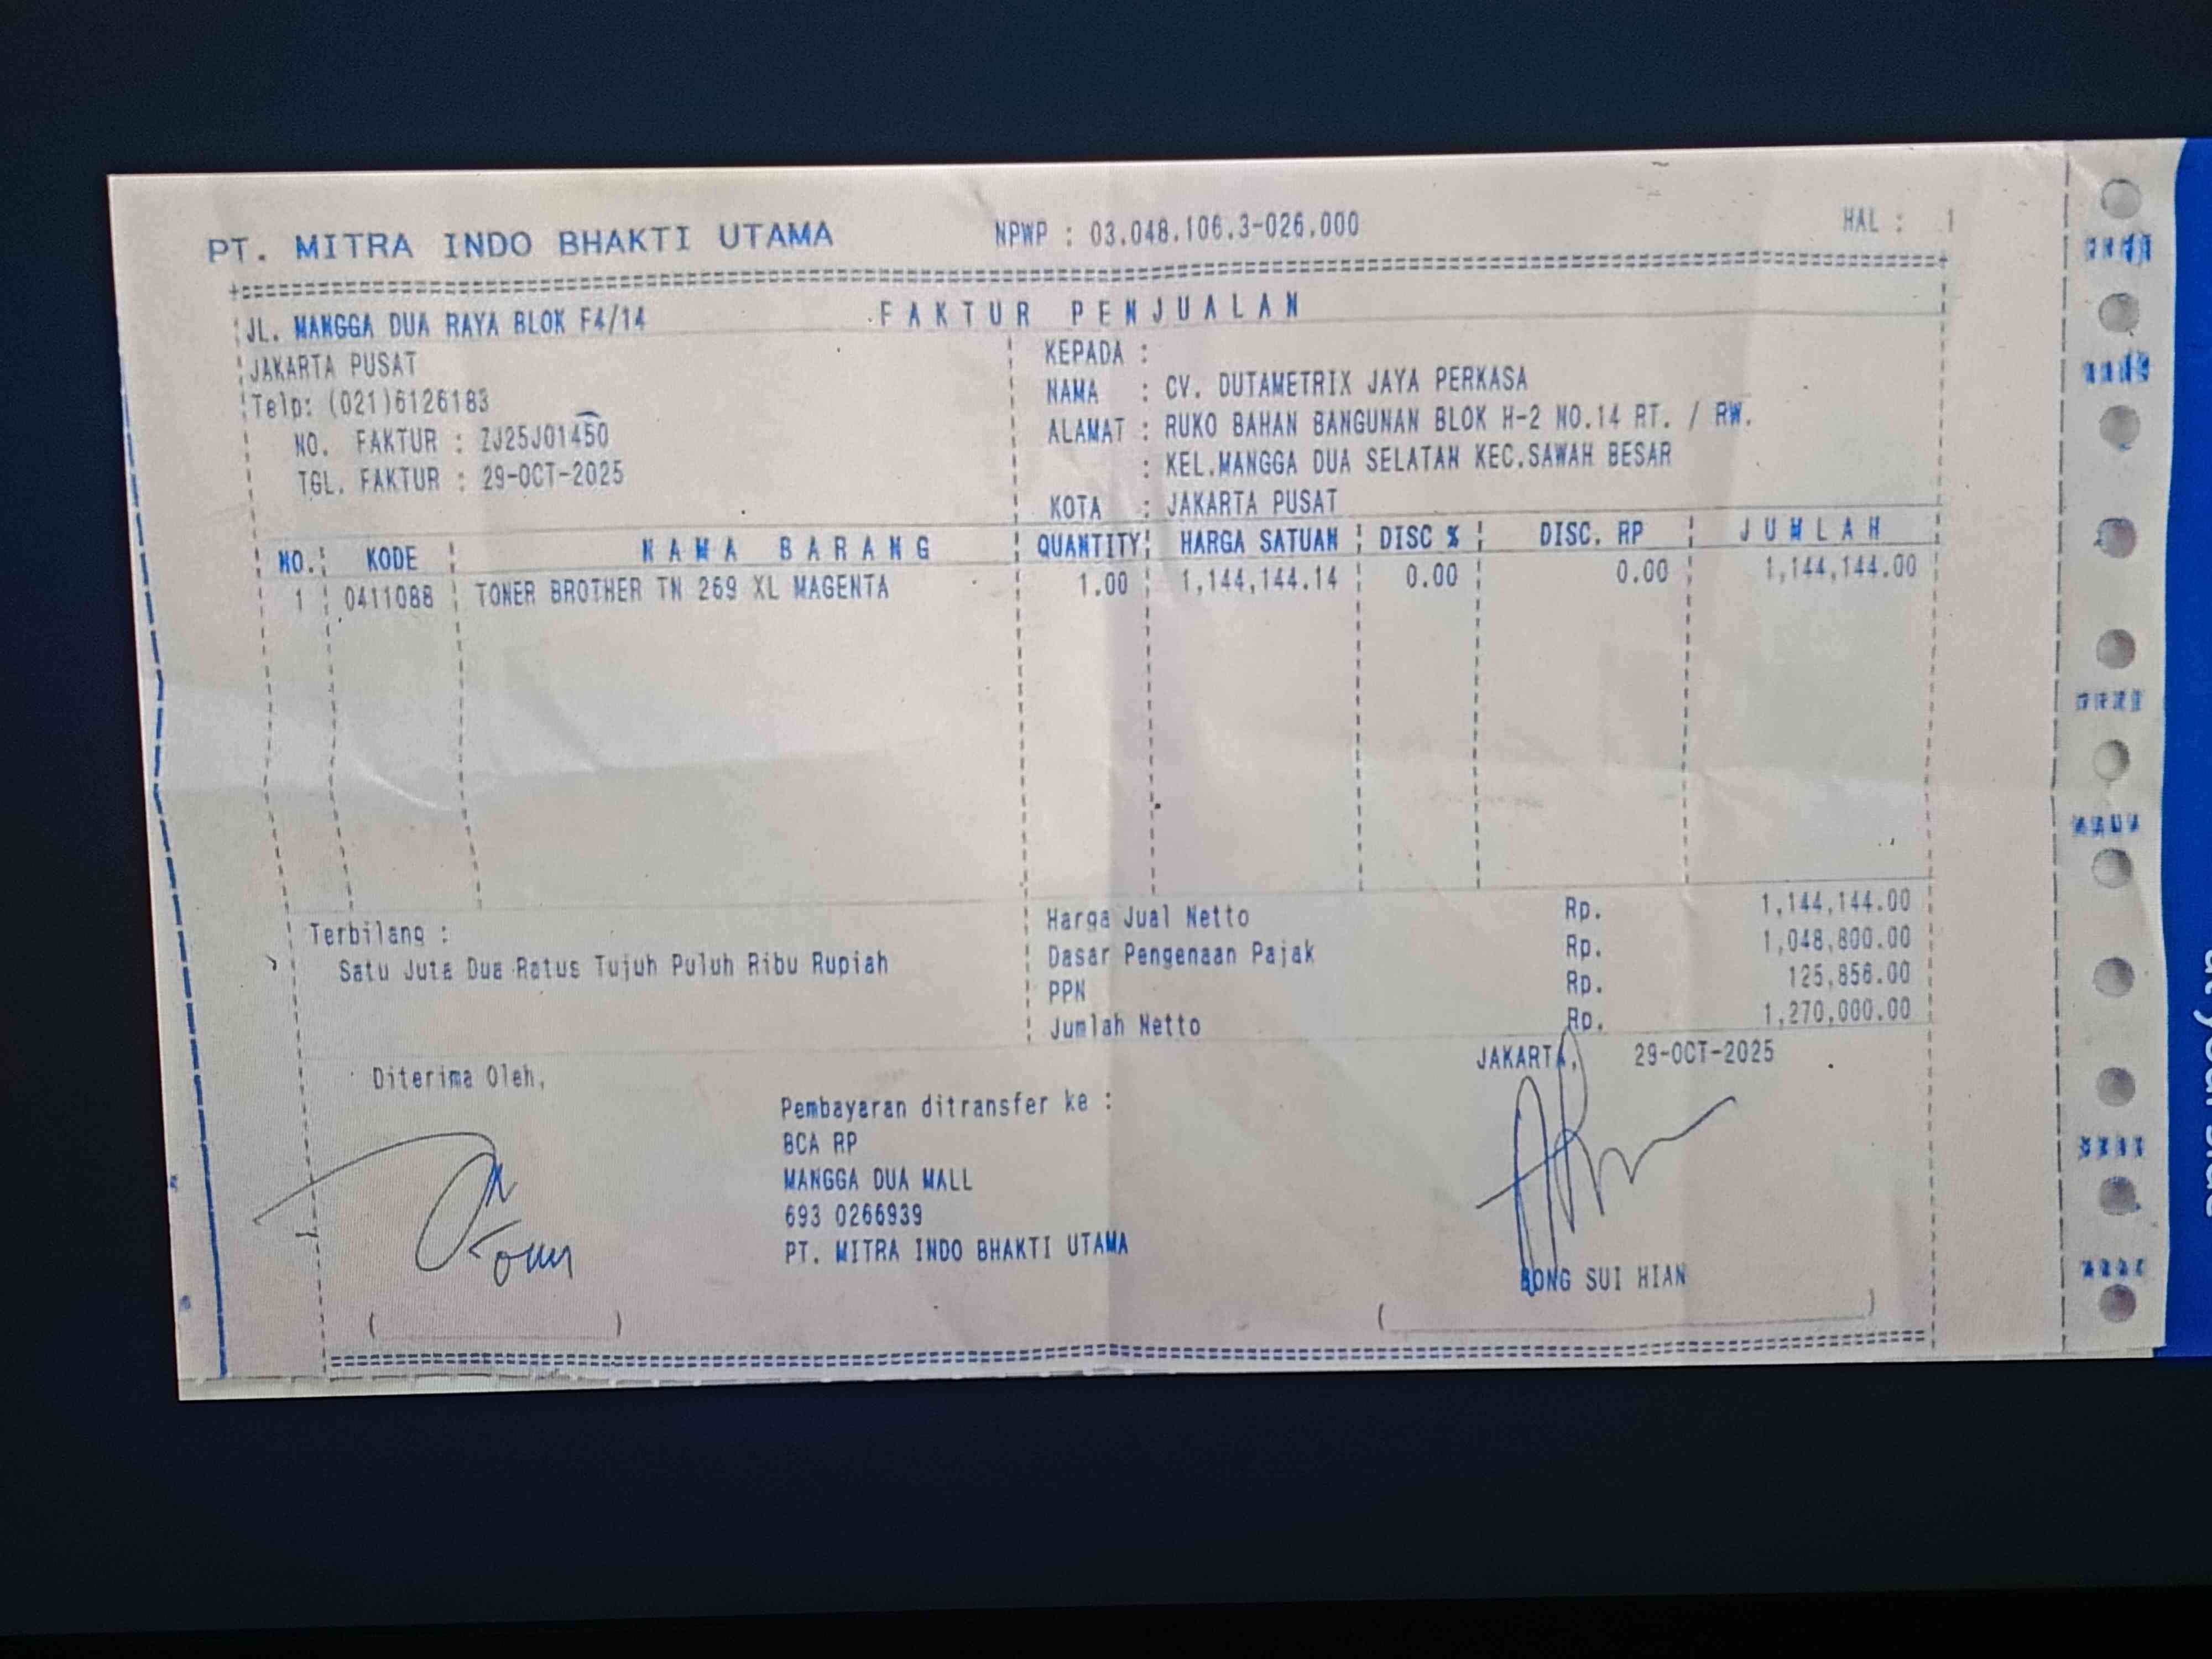 PT. MITRA INDO BHAKTI UTAMA NPWP : 03.048.106.3-026.000 HAL : 1
JL. MANGGA DUA RAYA BLOK F4/14 FAKTUR PENJUALAN
JAKARTA PUSAT KEPADA :
Telp: (021)6126183 NAMA : CV. DUTAMETRIX JAYA PERKASA
NO. FAKTUR : ZJ25J01450 ALAMAT : RUKO BAHAN BANGUNAN BLOK H-2 NO.14 RT. / RW.
TGL. FAKTUR : 29-OCT-2025 : KEL.MANGGA DUA SELATAN KEC.SAWAH BESAR
KOTA : JAKARTA PUSAT
NO. KODE NAMA BARANG QUANTITY HARGA SATUAN DISC % DISC. RP JUMLAH
1 0411088 TONER BROTHER TN 269 XL MAGENTA 1.00 1,144,144.14 0.00 0.00 1,144,144.00
Terbilang : Harga Jual Netto Rp. 1,144,144.00
Satu Juta Dua Ratus Tujuh Puluh Ribu Rupiah Dasar Pengenaan Pajak Rp. 1,048,800.00
PPN Rp. 125,856.00
Jumlah Netto Rp. 1,270,000.00
JAKARTA, 29-OCT-2025
Diterima Oleh,
Pembayaran ditransfer ke :
BCA RP
MANGGA DUA MALL
693 0266939
PT. MITRA INDO BHAKTI UTAMA
BONG SUI HIAN